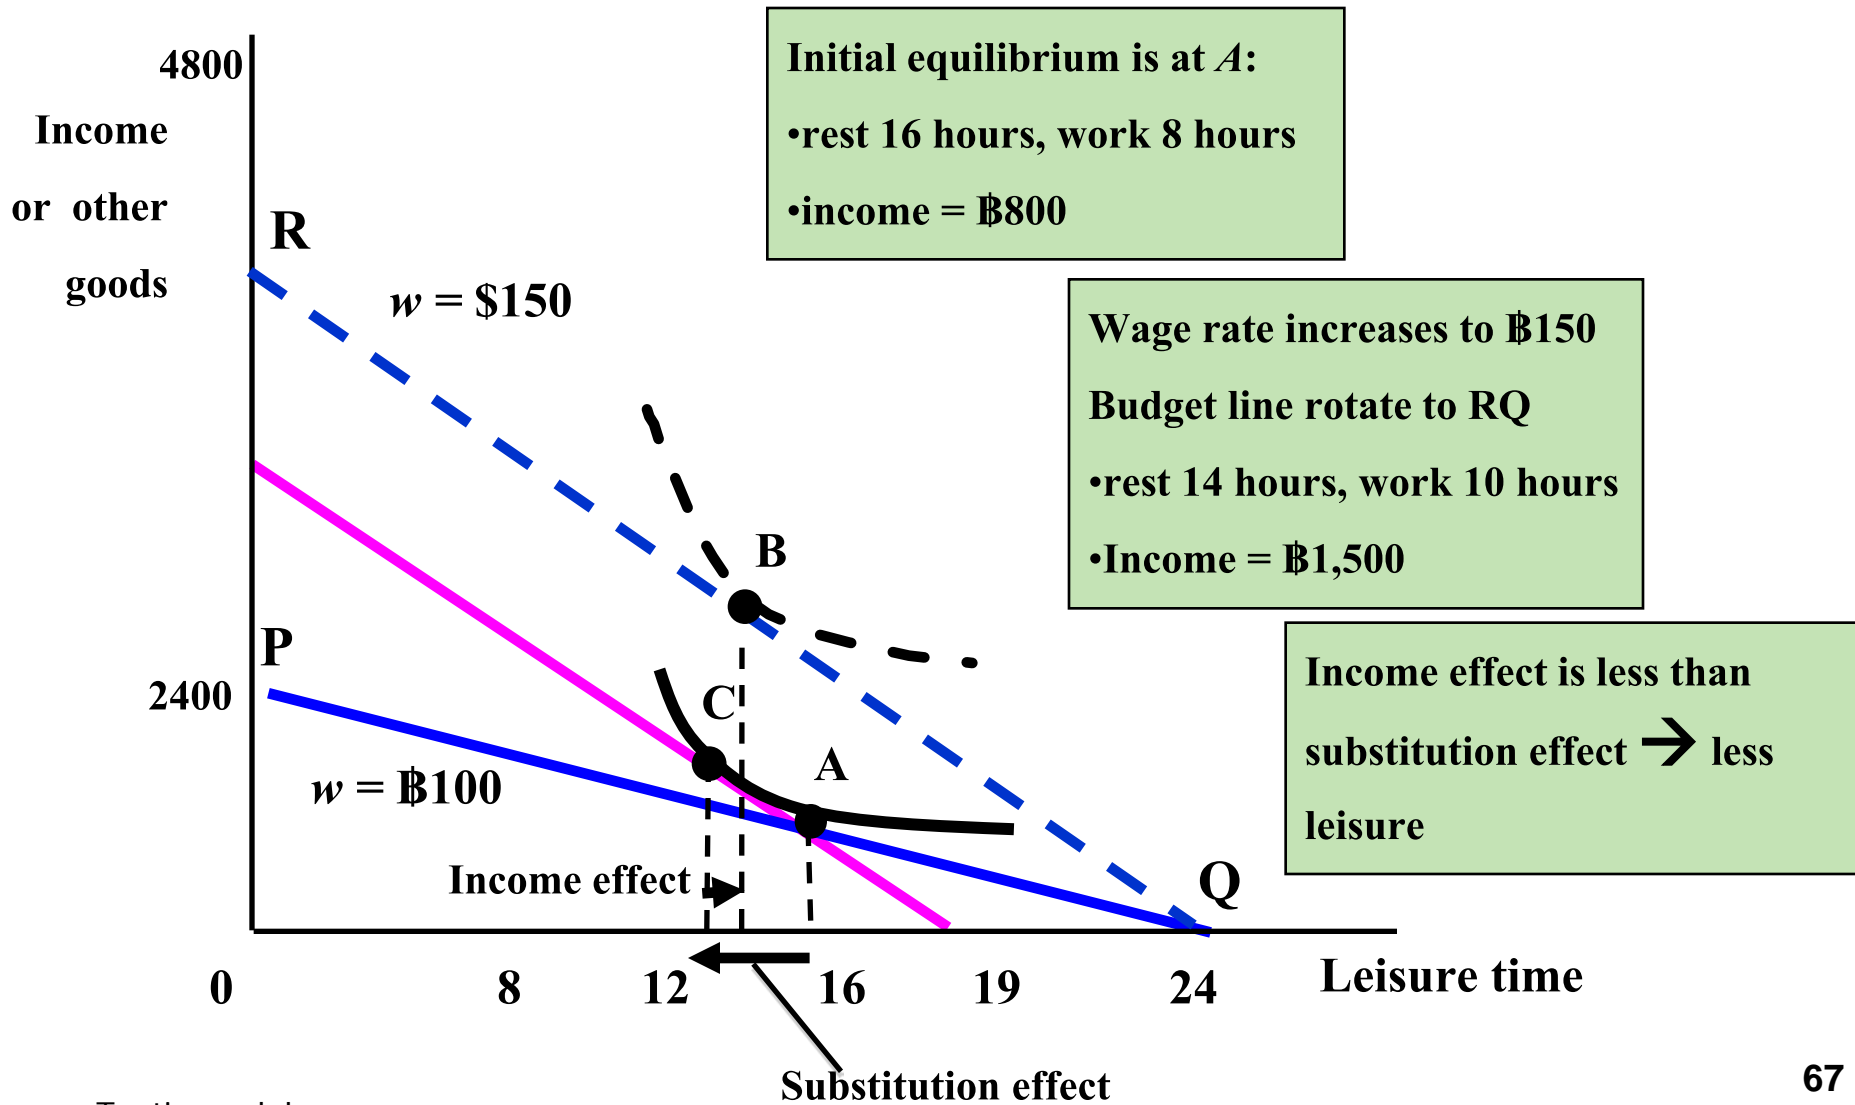 4800
Income
or other
goods
R
w = $150
Initial equilibrium is at A:
•rest 16 hours, work 8 hours
•income = ฿800
Wage rate increases to ฿150
Budget line rotate to RQ
•rest 14 hours, work 10 hours
•Income = ฿1,500
B
P
2400
C
A
w = ฿100
Income effect is less than
substitution effect → less
leisure
Income effect
Q
0 8 12 16 19 24 Leisure time
Substitution effect
67